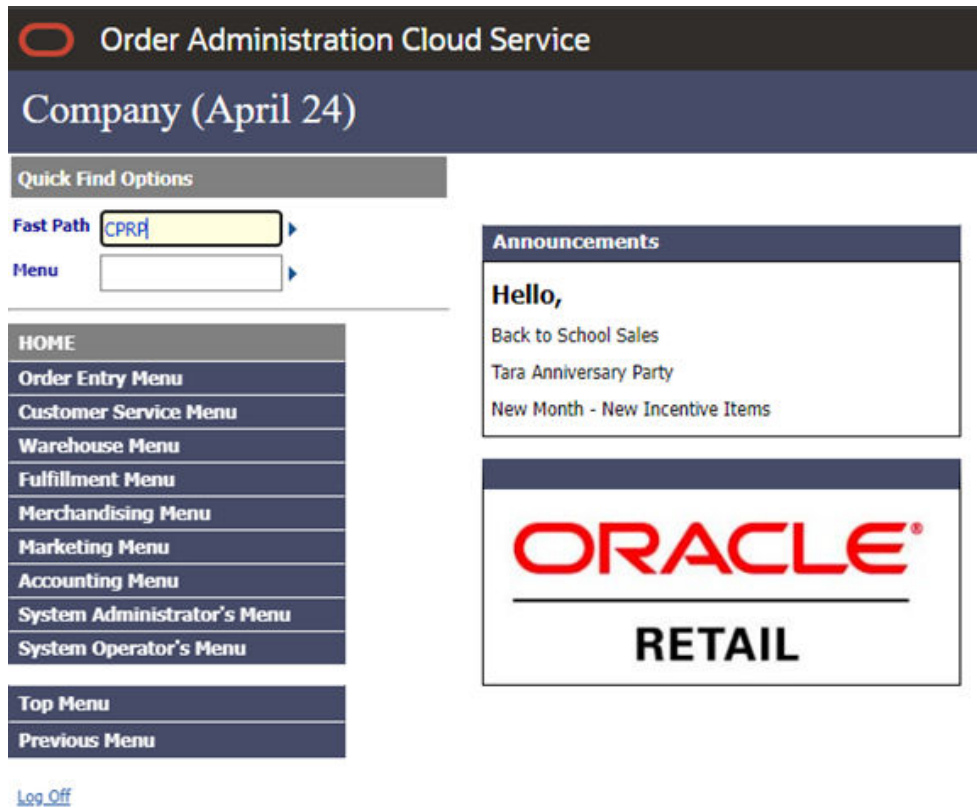 Order Administration Cloud Service
Company (April 24)
Quick Find Options
Fast Path CPRP
Menu
HOME
Order Entry Menu
Customer Service Menu
Warehouse Menu
Fulfillment Menu
Merchandising Menu
Marketing Menu
Accounting Menu
System Administrator's Menu
System Operator's Menu
Top Menu
Previous Menu
Log Off
Announcements
Hello,
Back to School Sales
Tara Anniversary Party
New Month - New Incentive Items
ORACLE®
RETAIL